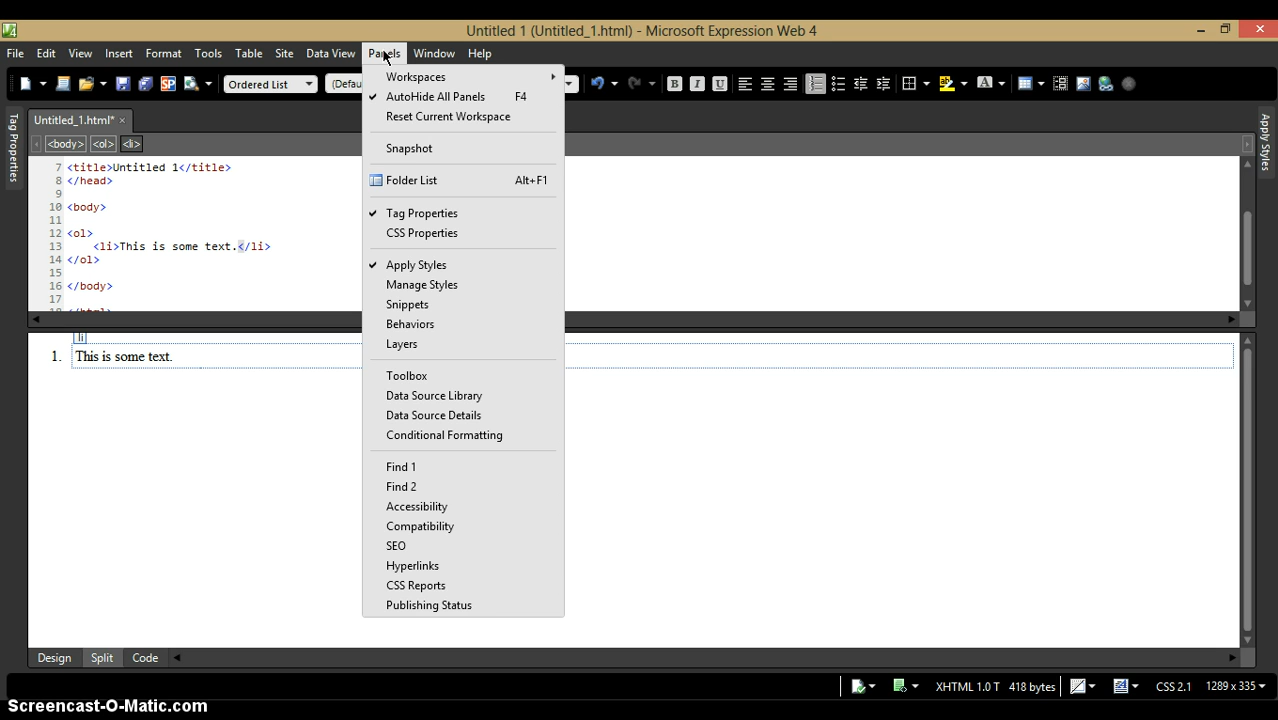 Untitled 1 (Untitled_1.html) - Microsoft Expression Web 4
File Edit View Insert Format Tools Table Site Data View Panels Window Help
Ordered List (Defau
Untitled_1.html* ×
<body> <ol> <li>
Tag Properties
Apply Styles
7 <title>Untitled 1</title>
8 </head>
9
10 <body>
11
12 <ol>
13 <li>This is some text.</li>
14 </ol>
15
16 </body>
17
18 </html>
li
1. This is some text.
Workspaces
AutoHide All Panels F4
Reset Current Workspace
Snapshot
Folder List Alt+F1
Tag Properties
CSS Properties
Apply Styles
Manage Styles
Snippets
Behaviors
Layers
Toolbox
Data Source Library
Data Source Details
Conditional Formatting
Find 1
Find 2
Accessibility
Compatibility
SEO
Hyperlinks
CSS Reports
Publishing Status
Design Split Code
XHTML 1.0 T 418 bytes CSS 2.1 1289 x 335
Screencast-O-Matic.com